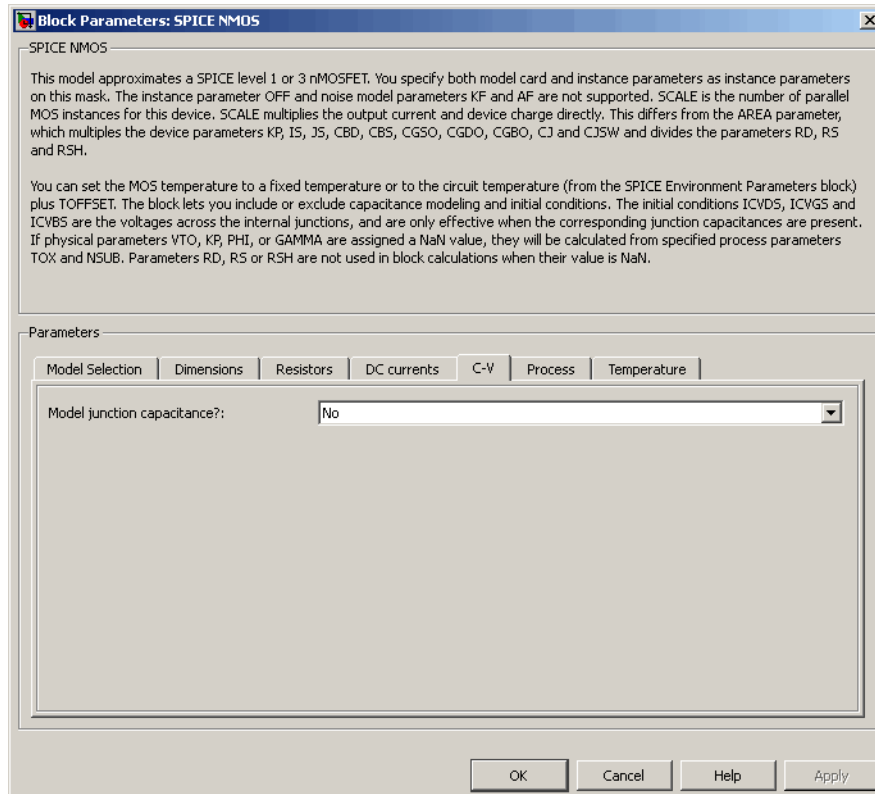 Block Parameters: SPICE NMOS
SPICE NMOS
This model approximates a SPICE level 1 or 3 nMOSFET. You specify both model card and instance parameters as instance parameters
on this mask. The instance parameter OFF and noise model parameters KF and AF are not supported. SCALE is the number of parallel
MOS instances for this device. SCALE multiplies the output current and device charge directly. This differs from the AREA parameter,
which multiples the device parameters KP, IS, JS, CBD, CBS, CGSO, CGDO, CGBO, CJ and CJSW and divides the parameters RD, RS
and RSH.
You can set the MOS temperature to a fixed temperature or to the circuit temperature (from the SPICE Environment Parameters block)
plus TOFFSET. The block lets you include or exclude capacitance modeling and initial conditions. The initial conditions ICVDS, ICVGS and
ICVBS are the voltages across the internal junctions, and are only effective when the corresponding junction capacitances are present.
If physical parameters VTO, KP, PHI, or GAMMA are assigned a NaN value, they will be calculated from specified process parameters
TOX and NSUB. Parameters RD, RS or RSH are not used in block calculations when their value is NaN.
Parameters
Model Selection Dimensions Resistors DC currents C-V Process Temperature
Model junction capacitance?: No
OK Cancel Help Apply